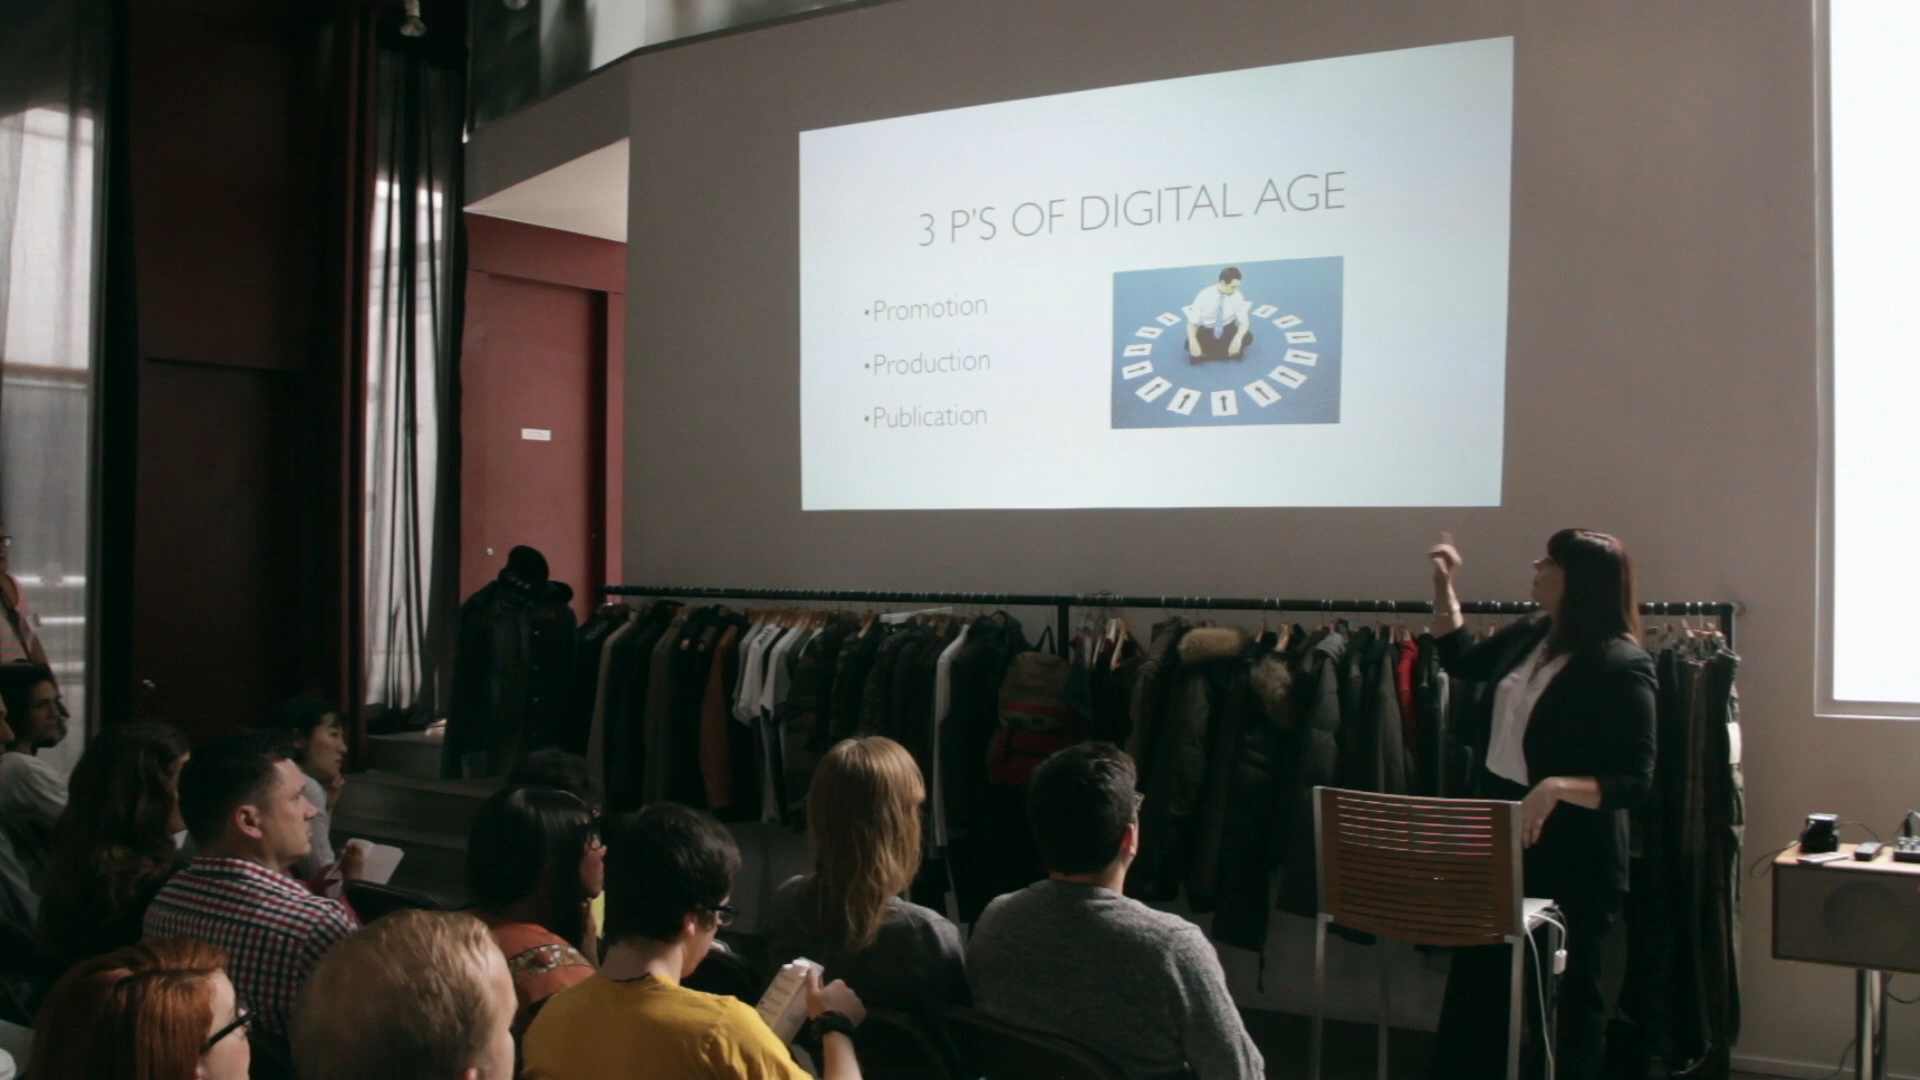 3 P'S OF DIGITAL AGE
•Promotion
•Production
•Publication